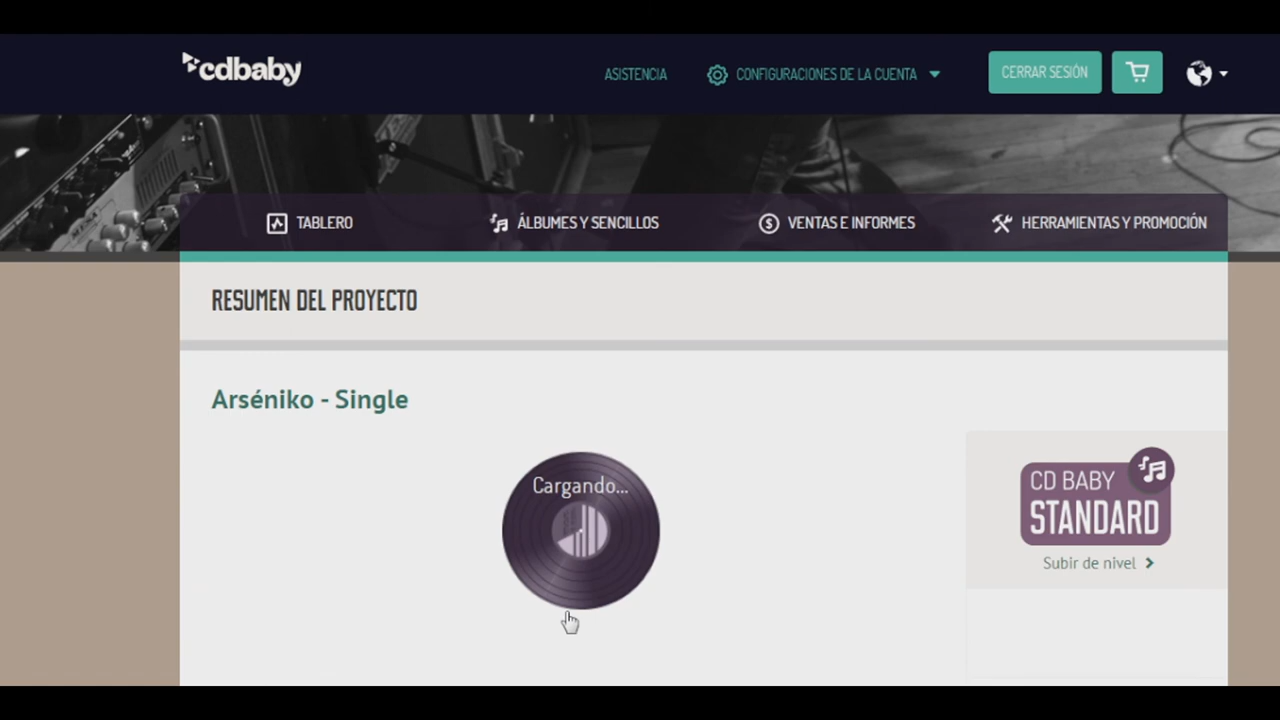 cdbaby
ASISTENCIA
CONFIGURACIONES DE LA CUENTA
CERRAR SESIÓN
TABLERO
ÁLBUMES Y SENCILLOS
VENTAS E INFORMES
HERRAMIENTAS Y PROMOCIÓN
RESUMEN DEL PROYECTO
Arséniko - Single
Cargando...
CD BABY
STANDARD
Subir de nivel